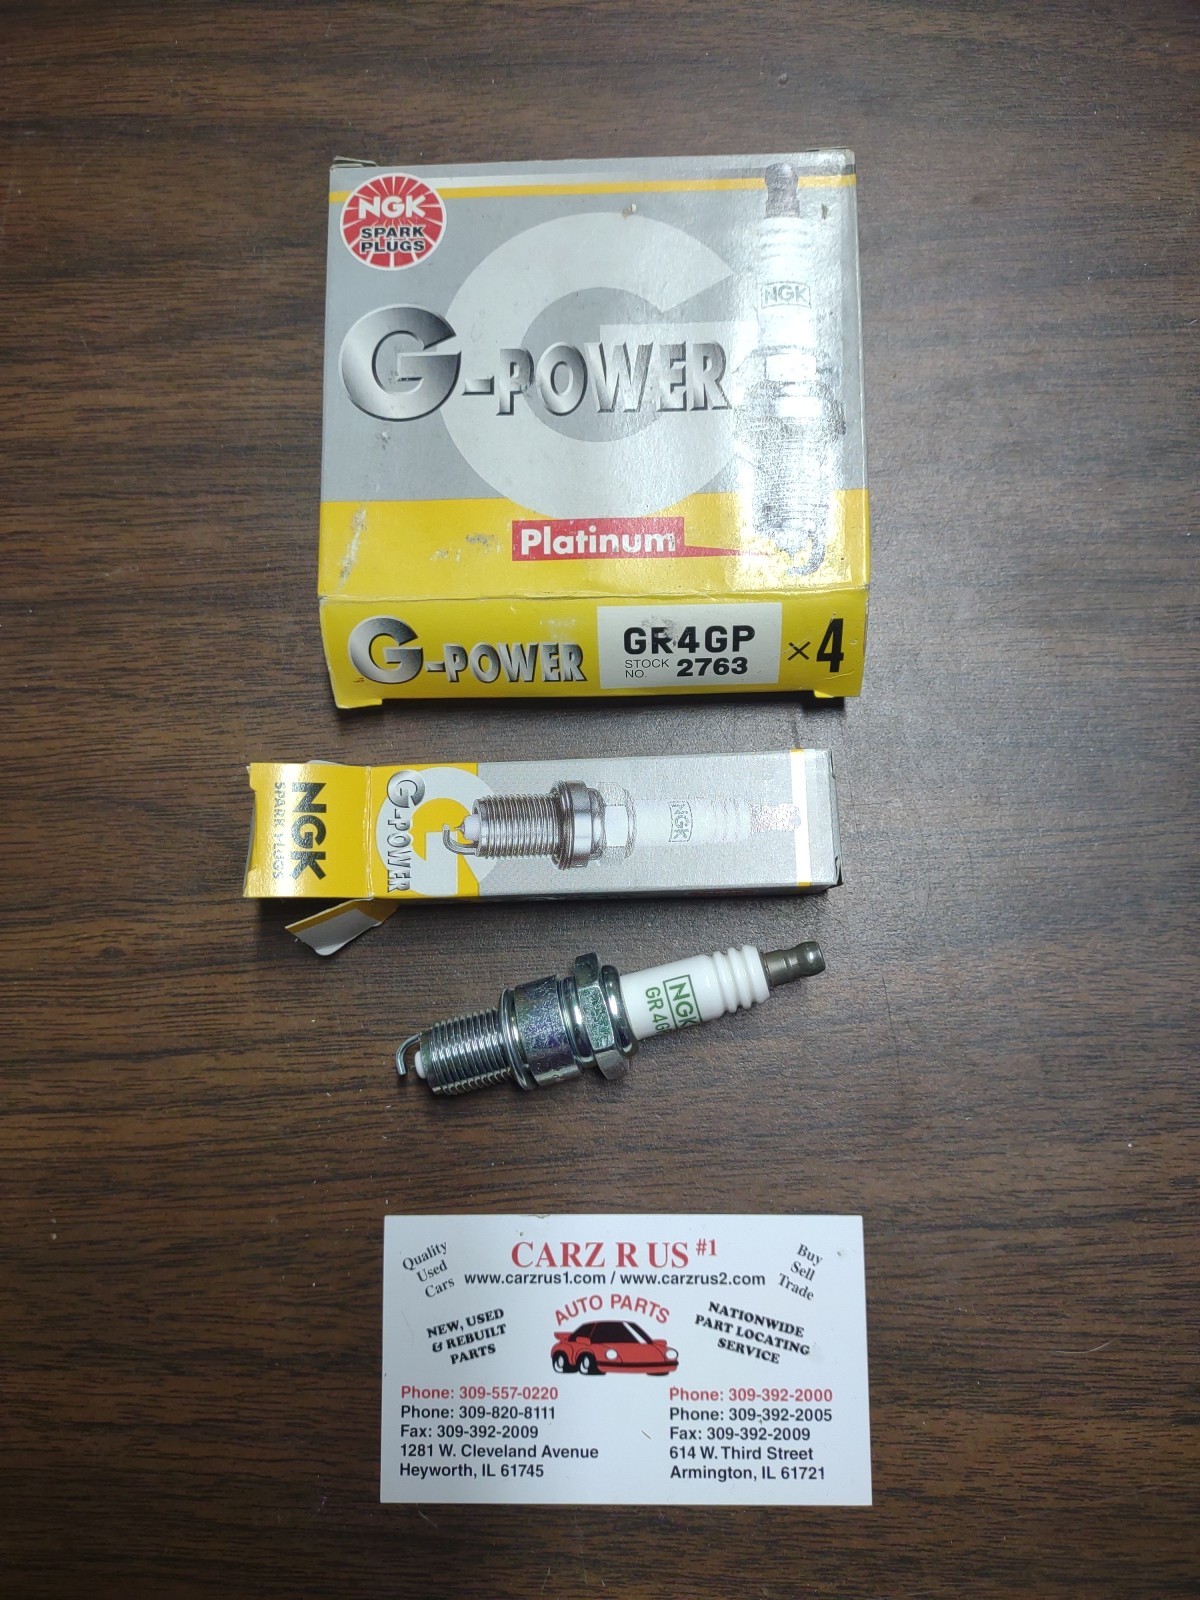 NGK
SPARK
PLUGS
NGK
G-POWER
Platinum
G-POWER
GR4GP
STOCK
NO. 2763
×4
NGK
SPARK PLUGS
G-POWER
NGK
NGK
GR4G
Quality
Used
Cars
CARZ R US #1
www.carzrus1.com / www.carzrus2.com
Buy
Sell
Trade
NEW, USED
& REBUILT
PARTS
AUTO PARTS
NATIONWIDE
PART LOCATING
SERVICE
Phone: 309-557-0220
Phone: 309-820-8111
Fax: 309-392-2009
1281 W. Cleveland Avenue
Heyworth, IL 61745
Phone: 309-392-2000
Phone: 309-392-2005
Fax: 309-392-2009
614 W. Third Street
Armington, IL 61721